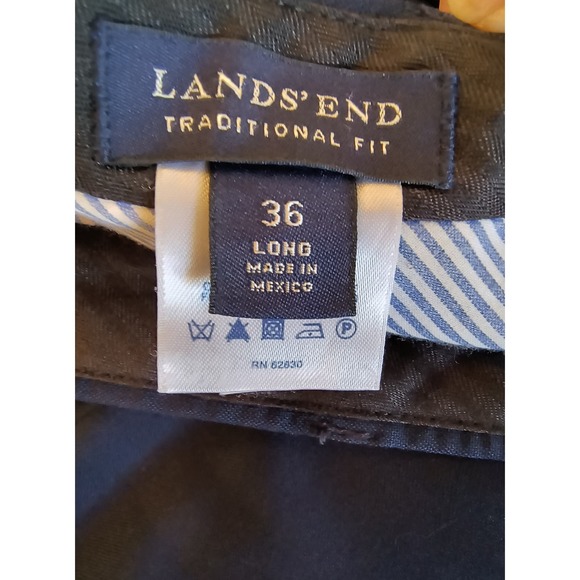 LANDS' END
TRADITIONAL FIT
36
LONG
MADE IN
MEXICO
P
RN 62830